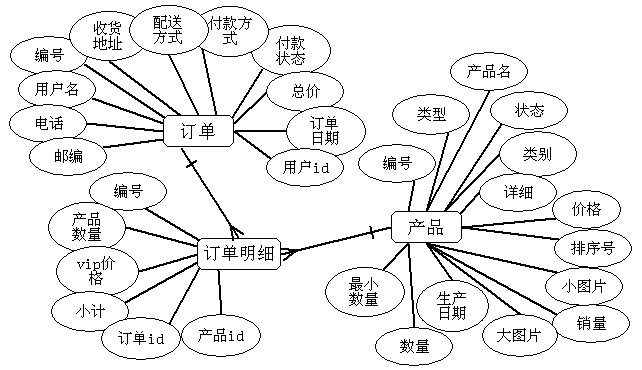 收货
地址
配送
方式
付款方
式
付款
状态
编号
用户名
电话
邮编
总价
订单
日期
用户id
订单
产品名
类型
状态
类别
编号
详细
价格
产品
排序号
小图片
销量
大图片
生产
日期
数量
最小
数量
编号
产品
数量
vip价
格
小计
订单id
产品id
订单明细